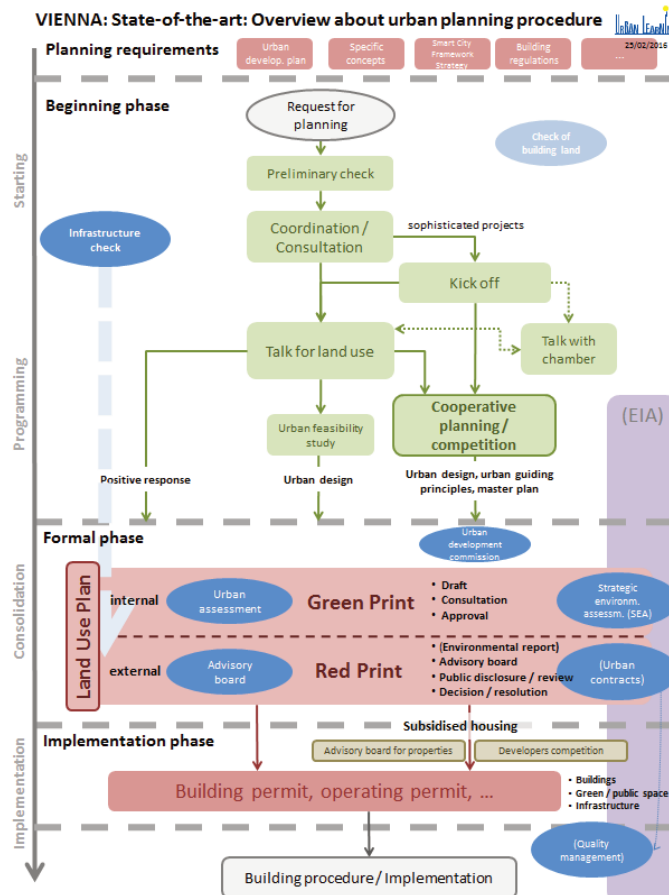 VIENNA: State-of-the-art: Overview about urban planning procedure
URBAN LEARNING
25/02/2016
Planning requirements
Urban
develop. plan
Specific
concepts
Smart City
Framework
Strategy
Building
regulations
...
Beginning phase
Request for
planning
Check of
building land
Starting
Preliminary check
Infrastructure
check
Coordination /
Consultation
sophisticated projects
Kick off
Talk with
chamber
Talk for land use
Programming
Urban feasibility
study
Cooperative
planning/
competition
(EIA)
Positive response
Urban design
Urban design, urban guiding
principles, master plan
Formal phase
Urban
development
commission
Consolidation
Land Use Plan
internal
Urban
assessment
Green Print
• Draft
• Consultation
• Approval
Strategic
environm.
assessm. (SEA)
external
Advisory
board
Red Print
• (Environmental report)
• Advisory board
• Public disclosure / review
• Decision / resolution
(Urban
contracts)
Subsidised housing
Implementation phase
Advisory board for properties
Developers competition
Implementation
Building permit, operating permit, ...
• Buildings
• Green / public space
• Infrastructure
(Quality
management)
Building procedure / Implementation